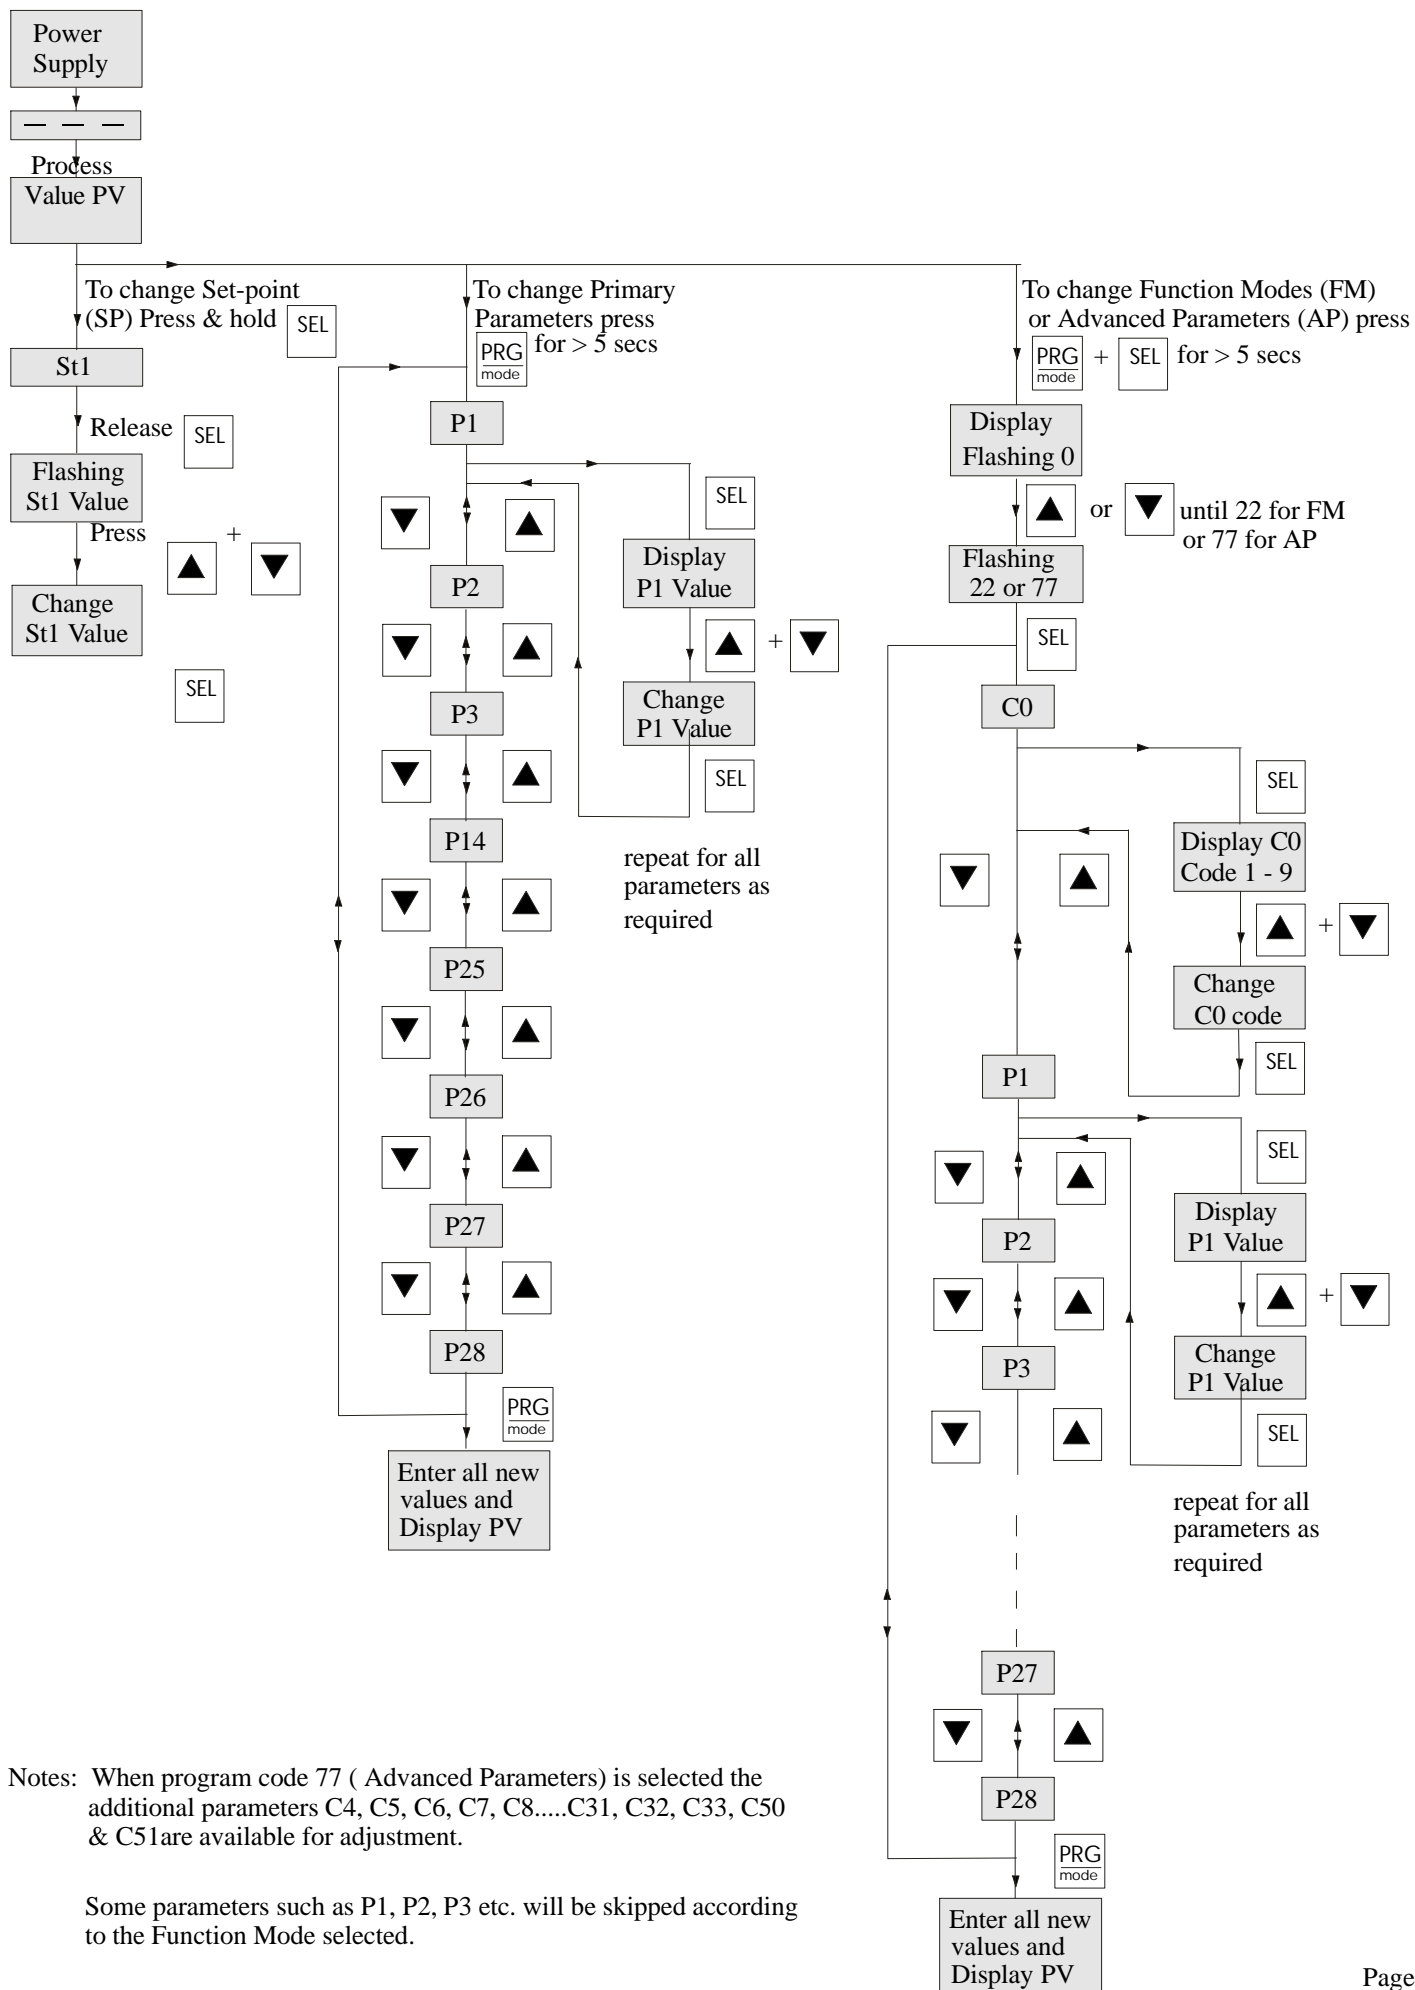 Power
Supply
— — —
Process
Value PV
To change Set-point
(SP) Press & hold SEL
St1
Release SEL
Flashing
St1 Value
Press
+
Change
St1 Value
SEL
To change Primary
Parameters press
PRG
mode
for > 5 secs
P1
P2
P3
P14
P25
P26
P27
P28
PRG
mode
Enter all new
values and
Display PV
SEL
Display
P1 Value
+
Change
P1 Value
SEL
repeat for all
parameters as
required
To change Function Modes (FM)
or Advanced Parameters (AP) press
PRG
mode
+ SEL for > 5 secs
Display
Flashing 0
or until 22 for FM
or 77 for AP
Flashing
22 or 77
SEL
C0
SEL
Display C0
Code 1 - 9
+
Change
C0 code
SEL
P1
SEL
P2
Display
P1 Value
+
P3
Change
P1 Value
SEL
repeat for all
parameters as
required
P27
P28
PRG
mode
Enter all new
values and
Display PV
Notes: When program code 77 ( Advanced Parameters) is selected the
additional parameters C4, C5, C6, C7, C8.....C31, C32, C33, C50
& C51are available for adjustment.
Some parameters such as P1, P2, P3 etc. will be skipped according
to the Function Mode selected.
Page